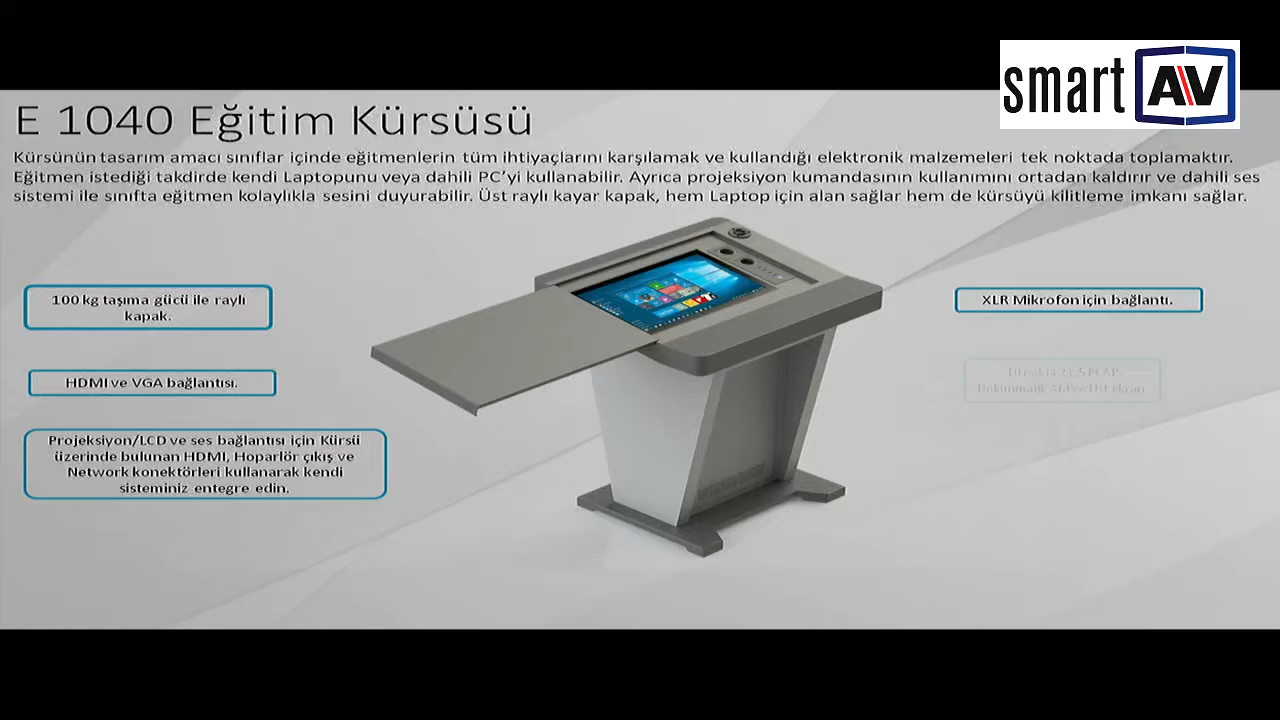 smart AV
E 1040 Eğitim Kürsüsü
Kürsünün tasarım amacı sınıflar içinde eğitmenlerin tüm ihtiyaçlarını karşılamak ve kullandığı elektronik malzemeleri tek noktada toplamaktır.
Eğitmen istediği takdirde kendi Laptopunu veya dahili PC'yi kullanabilir. Ayrıca projeksiyon kumandasının kullanımını ortadan kaldırır ve dahili ses
sistemi ile sınıfta eğitmen kolaylıkla sesini duyurabilir. Üst raylı kayar kapak, hem Laptop için alan sağlar hem de kürsüyü kilitleme imkanı sağlar.
100 kg taşıma gücü ile raylı
kapak.
HDMI ve VGA bağlantısı.
Projeksiyon/LCD ve ses bağlantısı için Kürsü
üzerinde bulunan HDMI, Hoparlör çıkış ve
Network konektörleri kullanarak kendi
sisteminiz entegre edin.
XLR Mikrofon için bağlantı.